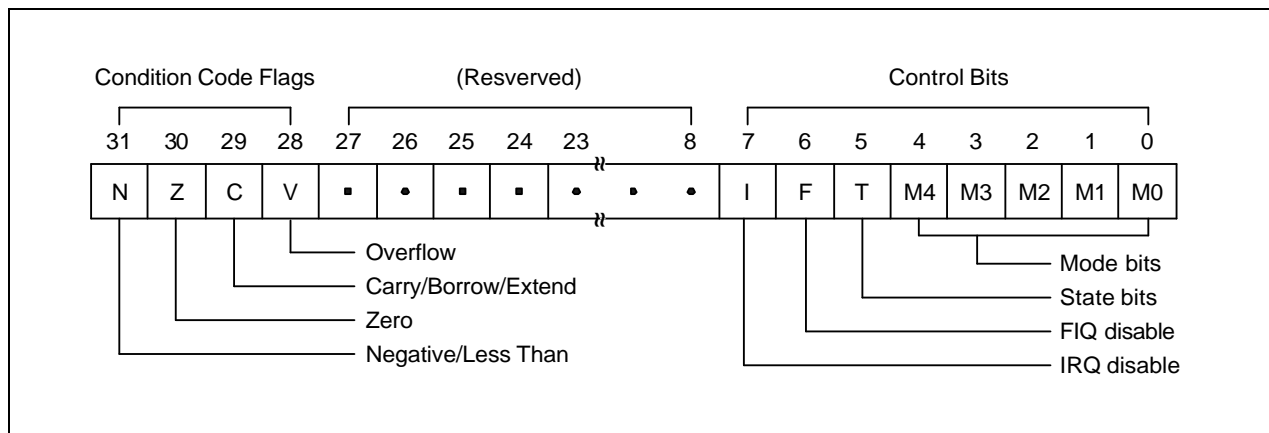 Condition Code Flags (Resverved) Control Bits
31 30 29 28 27 26 25 24 23 8 7 6 5 4 3 2 1 0
N Z C V I F T M4 M3 M2 M1 M0
Overflow
Carry/Borrow/Extend
Zero
Negative/Less Than
Mode bits
State bits
FIQ disable
IRQ disable